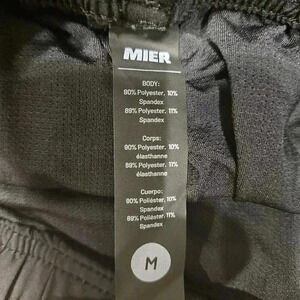 MIER
BODY:
90% Polyester, 10%
Spandex
89% Polyester, 11%
Spandex
Corps:
90% Polyester, 10%
élasthanne
89% Polyester, 11%
élasthanne
Cuerpo:
90% Poliéster, 10%
Spandex
89% Poliéster, 11%
Spandex
M